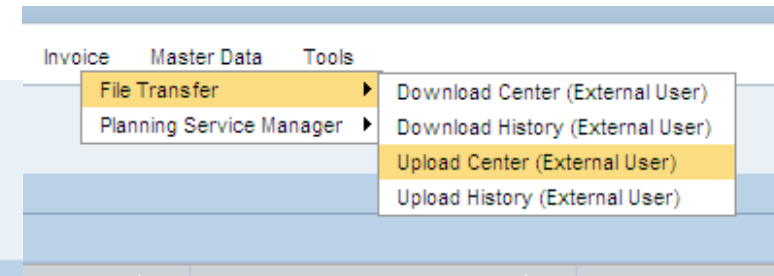 Invoice Master Data Tools
File Transfer
Planning Service Manager
Download Center (External User)
Download History (External User)
Upload Center (External User)
Upload History (External User)